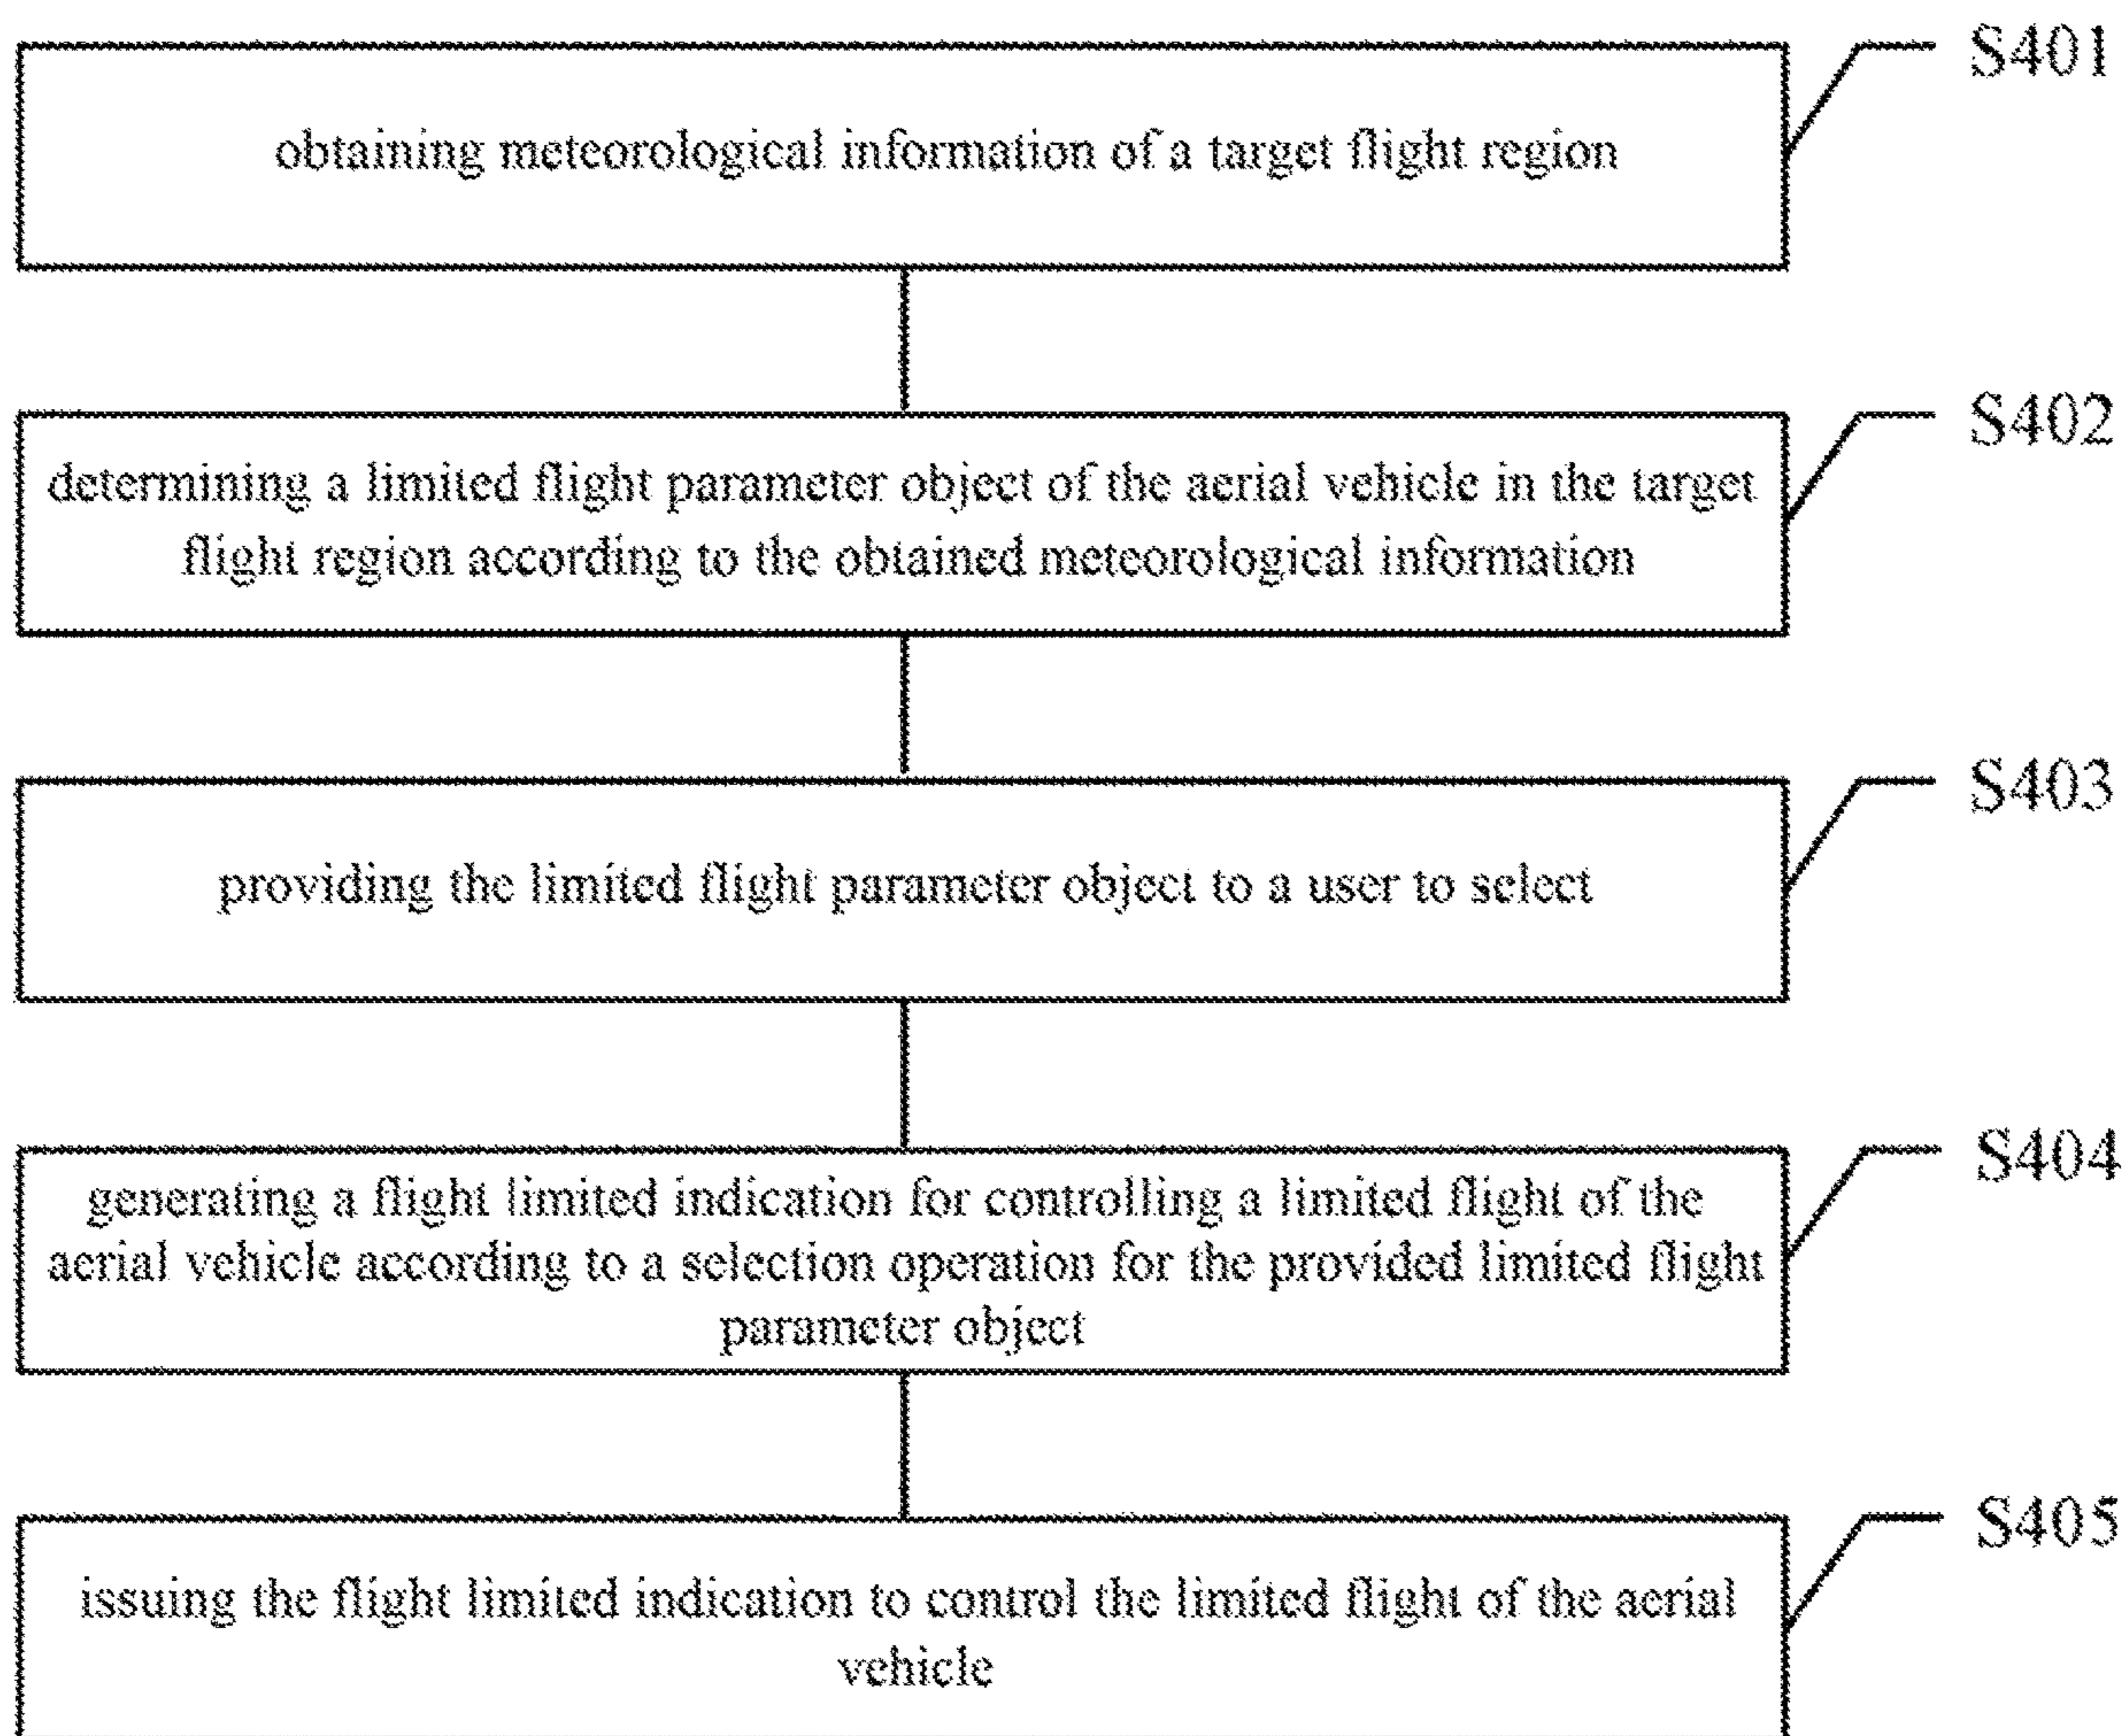 S401
obtaining meteorological information of a target flight region
S402
determining a limited flight parameter object of the aerial vehicle in the target
flight region according to the obtained meteorological information
S403
providing the limited flight parameter object to a user to select
S404
generating a flight limited indication for controlling a limited flight of the
aerial vehicle according to a selection operation for the provided limited flight
parameter object
S405
issuing the flight limited indication to control the limited flight of the aerial
vehicle